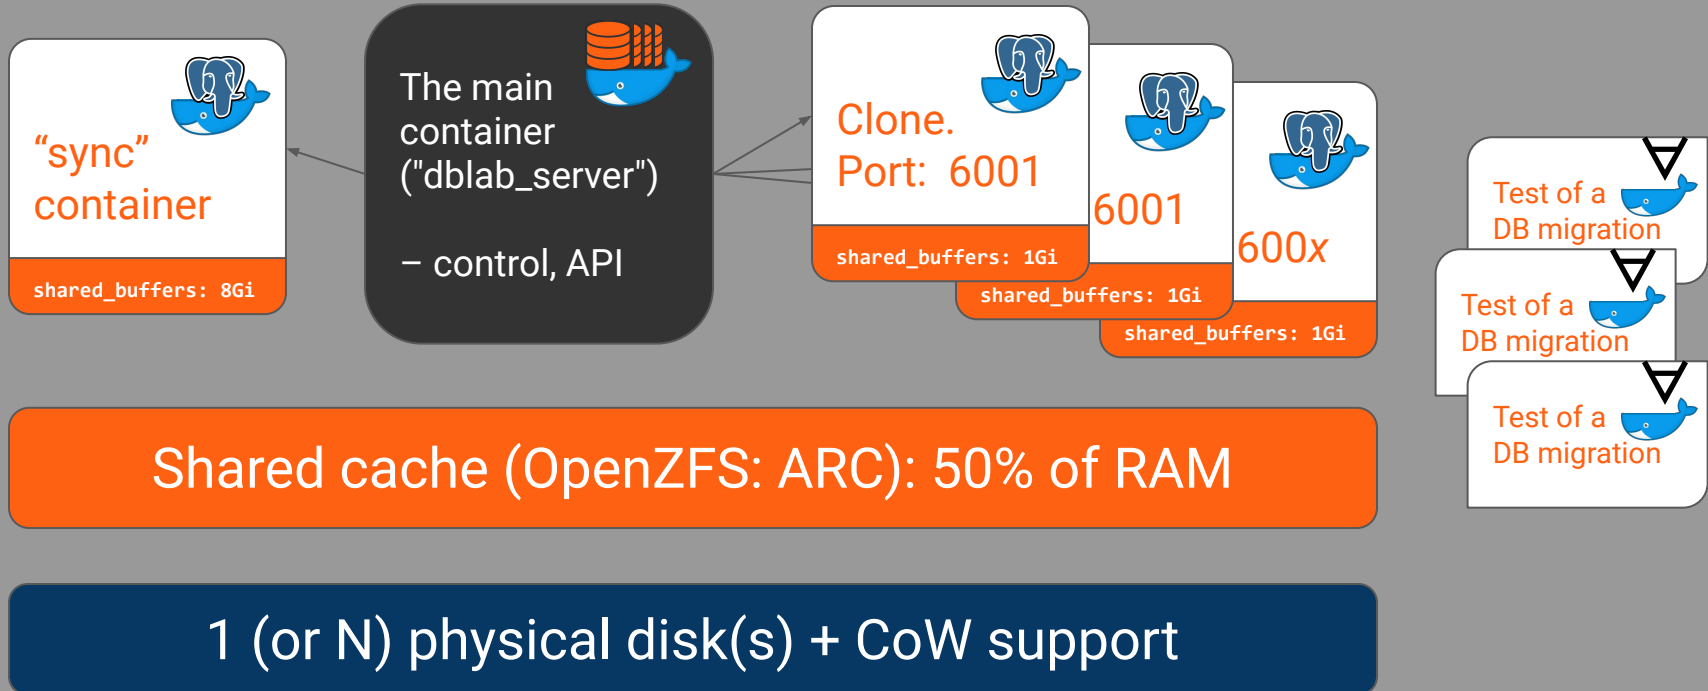 “sync”
container
shared_buffers: 8Gi
The main
container
("dblab_server")
– control, API
Clone.
Port: 6001
shared_buffers: 1Gi
6001
shared_buffers: 1Gi
600x
shared_buffers: 1Gi
Test of a
DB migration
Test of a
DB migration
Test of a
DB migration
Shared cache (OpenZFS: ARC): 50% of RAM
1 (or N) physical disk(s) + CoW support